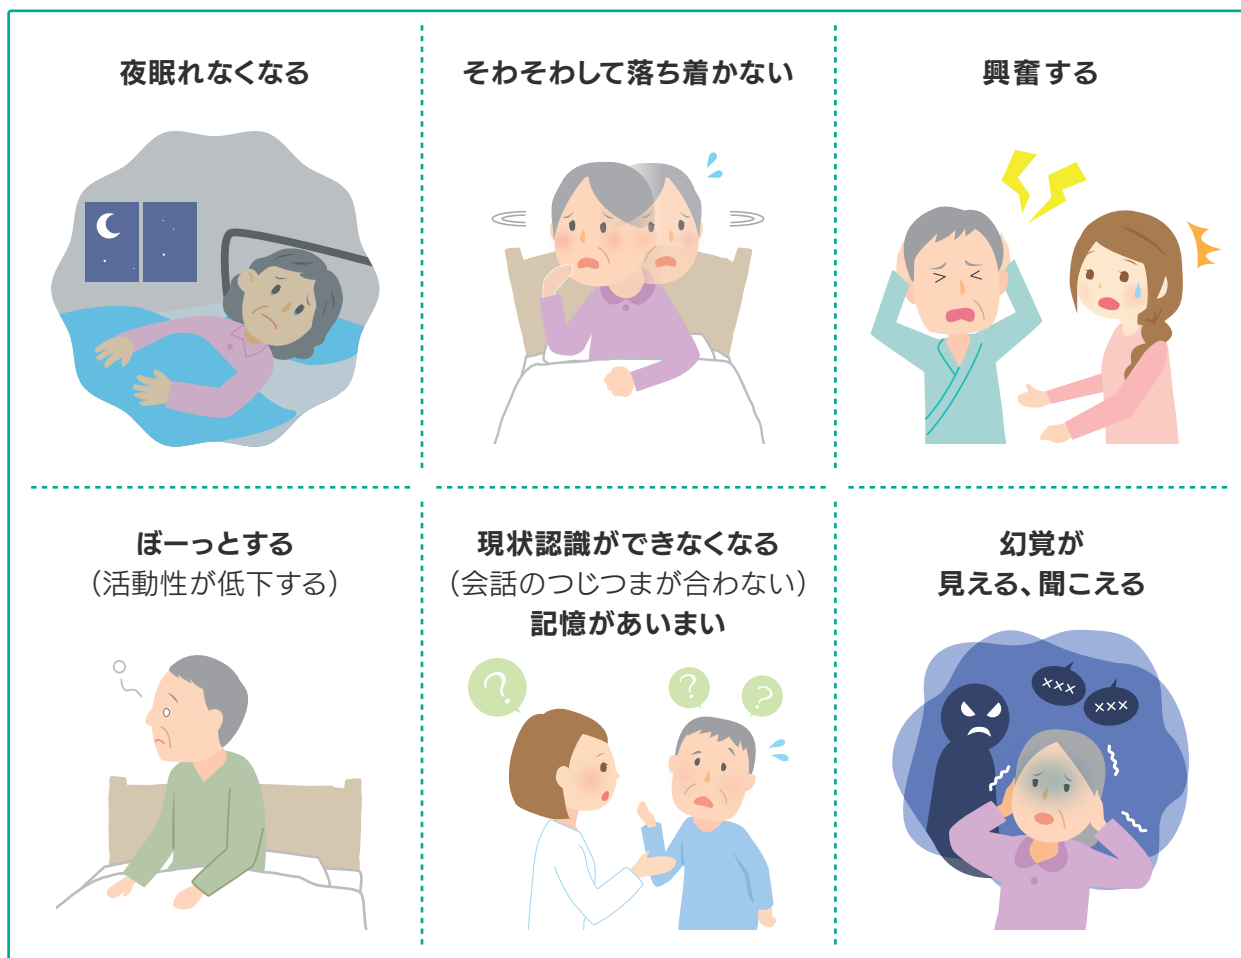 夜眠れなくなる
そわそわして落ち着かない
興奮する
ぼーっとする
（活動性が低下する）
現状認識ができなくなる
（会話のつじつまが合わない）
記憶があいまい
幻覚が
見える、聞こえる
?
?
?
×××
×××